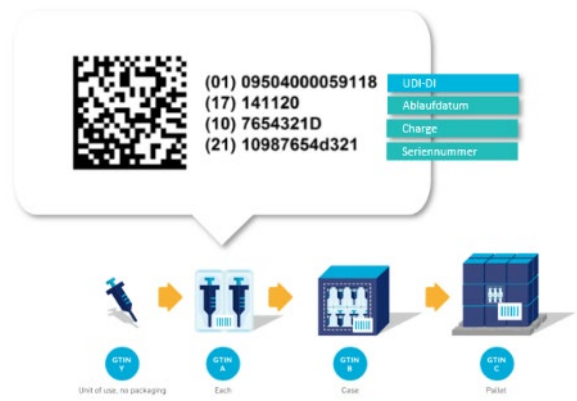 (01) 09504000059118 UDI-DI
(17) 141120 Ablaufdatum
(10) 7654321D Charge
(21) 10987654d321 Seriennummer
GTIN Y
GTIN A
GTIN B
GTIN C
Unit of use, no packaging
Each
Case
Pallet